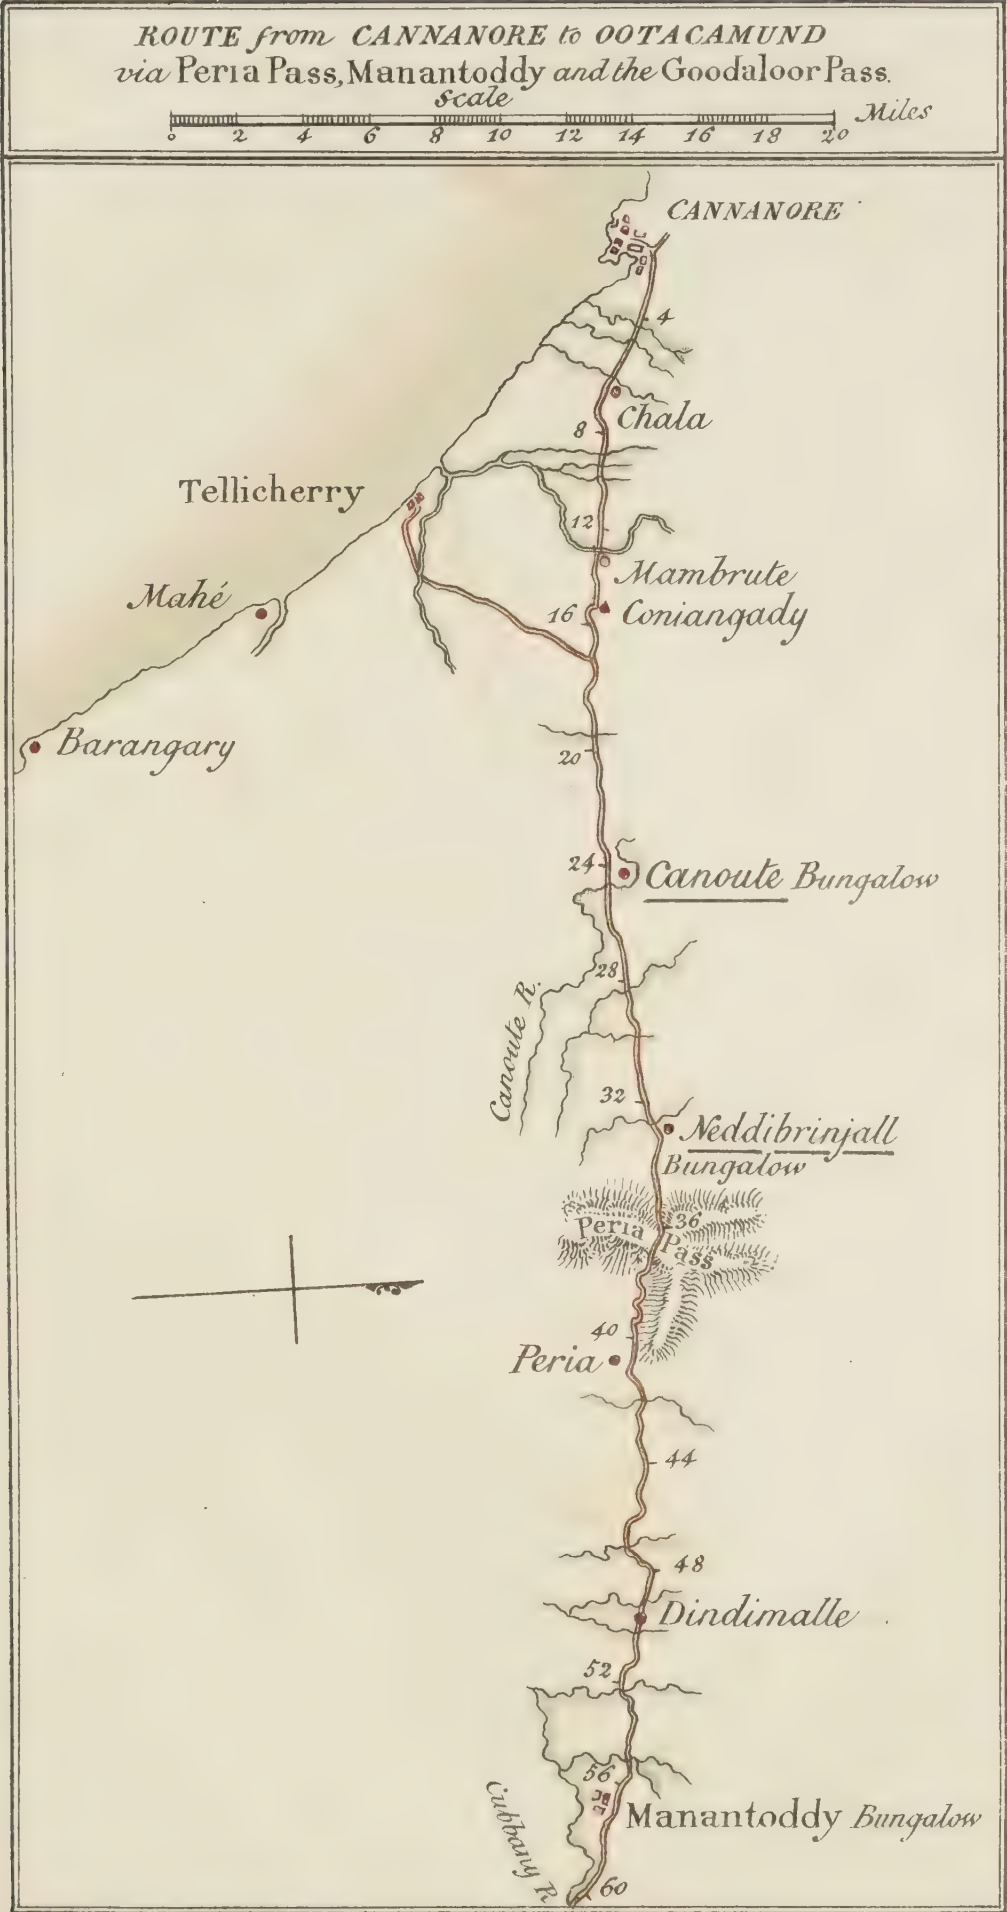 ROUTE from CANNANORE to OOTACAMUND
via Peria Pass, Manantoddy and the Goodaloor Pass.
Scale
Miles
0 2 4 6 8 10 12 14 16 18 20
CANNANORE
4
Chala
8
Tellicherry
12
Mambrute
Mahé
16
Coniangady
Barangary
20
24
Canoute Bungalow
28
Canoute R.
32
Neddibrinjall
Bungalow
36
Peria Pass
40
Peria
44
48
Dindimalle
52
56
Manantoddy Bungalow
Cubbany R
60